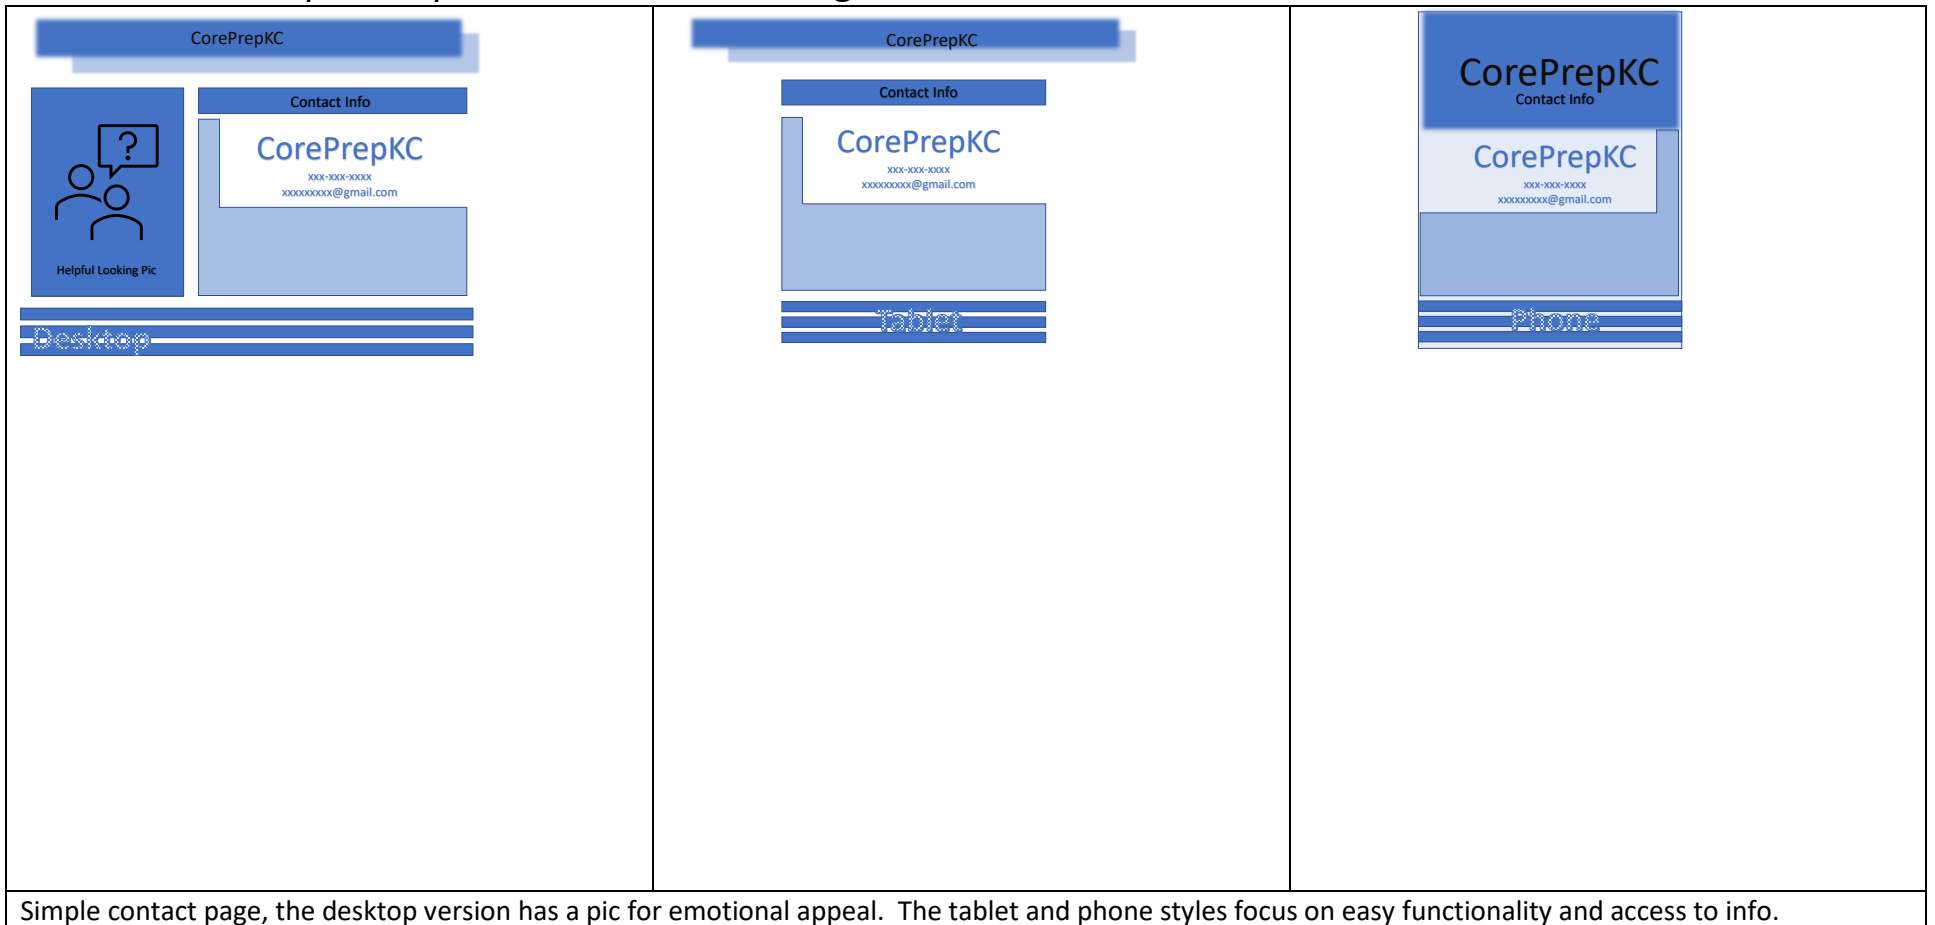 CorePrepKC
Contact Info
CorePrepKC
xxx-xxx-xxxx
xxxxxxxxx@gmail.com
?
Helpful Looking Pic
Desktop
CorePrepKC
Contact Info
CorePrepKC
xxx-xxx-xxxx
xxxxxxxxx@gmail.com
Tablet
CorePrepKC
Contact Info
CorePrepKC
xxx-xxx-xxxx
xxxxxxxxx@gmail.com
Phone
Simple contact page, the desktop version has a pic for emotional appeal.  The tablet and phone styles focus on easy functionality and access to info.